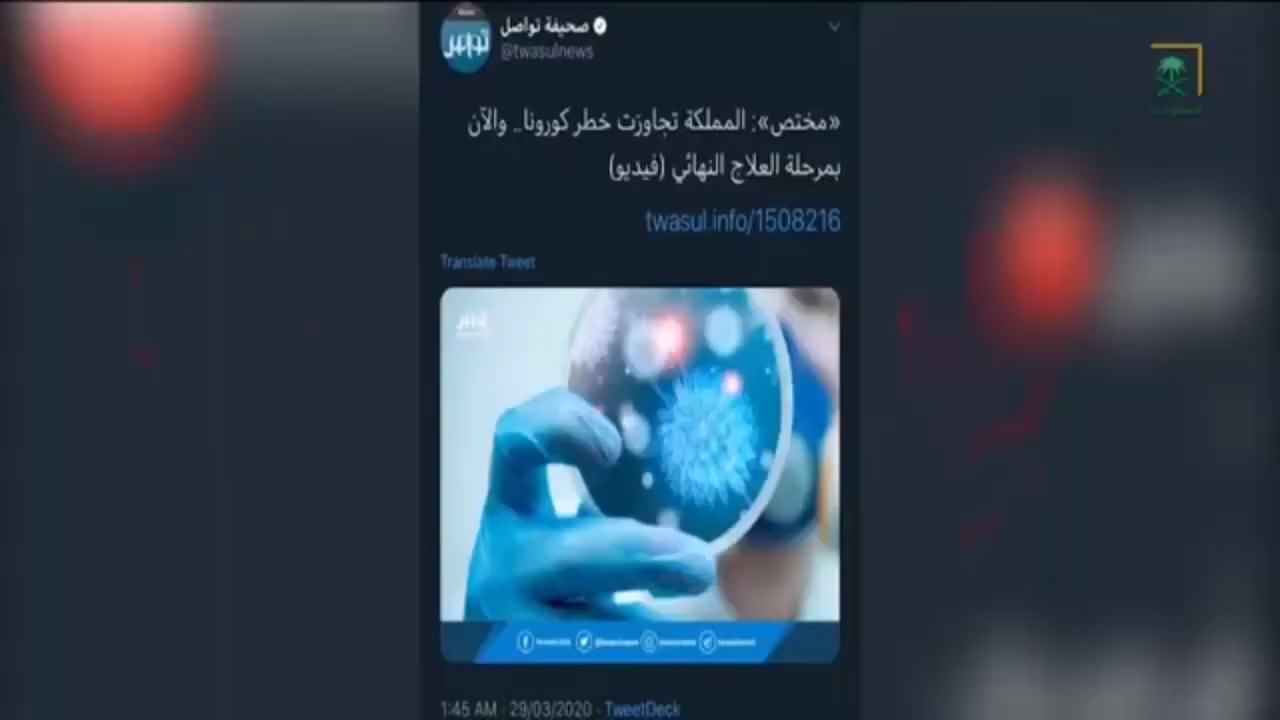 صحيفة تواصل
@twasulnews
«مختص»: المملكة تجاوزت خطر كورونا.. والآن
بمرحلة العلاج النهائي (فيديو)
twasul.info/1508216
Translate Tweet
1:45 AM · 29/03/2020 · TweetDeck